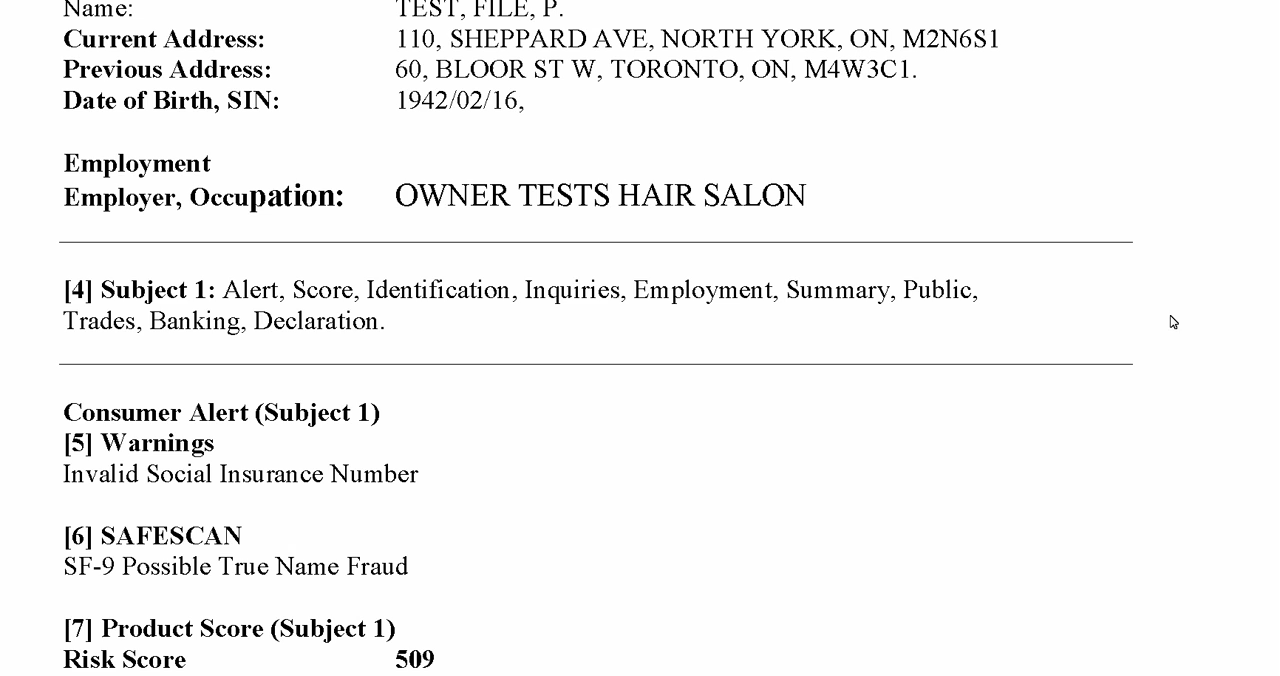 Name: TEST, FILE, P.
Current Address: 110, SHEPPARD AVE, NORTH YORK, ON, M2N6S1
Previous Address: 60, BLOOR ST W, TORONTO, ON, M4W3C1.
Date of Birth, SIN: 1942/02/16,
Employment
Employer, Occupation: OWNER TESTS HAIR SALON
[4] Subject 1: Alert, Score, Identification, Inquiries, Employment, Summary, Public,
Trades, Banking, Declaration.
Consumer Alert (Subject 1)
[5] Warnings
Invalid Social Insurance Number
[6] SAFESCAN
SF-9 Possible True Name Fraud
[7] Product Score (Subject 1)
Risk Score 509